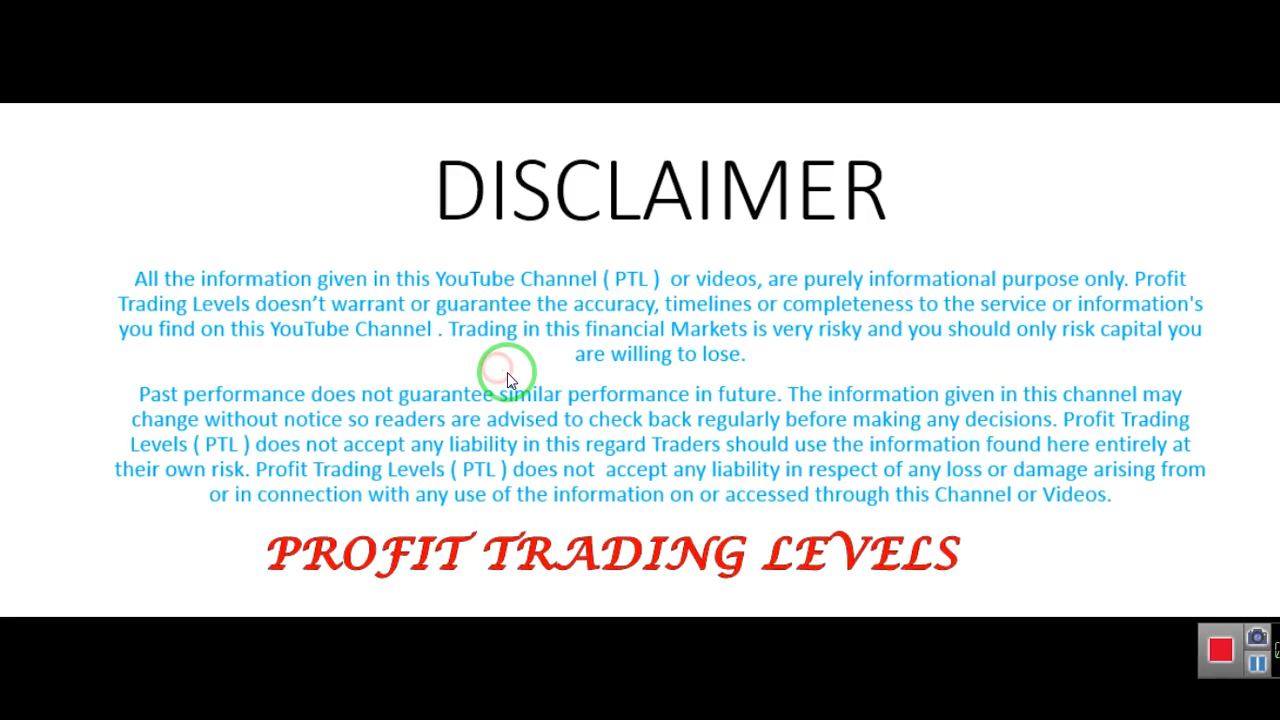 DISCLAIMER
All the information given in this YouTube Channel ( PTL )  or videos, are purely informational purpose only. Profit
Trading Levels doesn’t warrant or guarantee the accuracy, timelines or completeness to the service or information's
you find on this YouTube Channel . Trading in this financial Markets is very risky and you should only risk capital you
are willing to lose.
Past performance does not guarantee similar performance in future. The information given in this channel may
change without notice so readers are advised to check back regularly before making any decisions. Profit Trading
Levels ( PTL ) does not accept any liability in this regard Traders should use the information found here entirely at
their own risk. Profit Trading Levels ( PTL ) does not  accept any liability in respect of any loss or damage arising from
or in connection with any use of the information on or accessed through this Channel or Videos.
PROFIT TRADING LEVELS